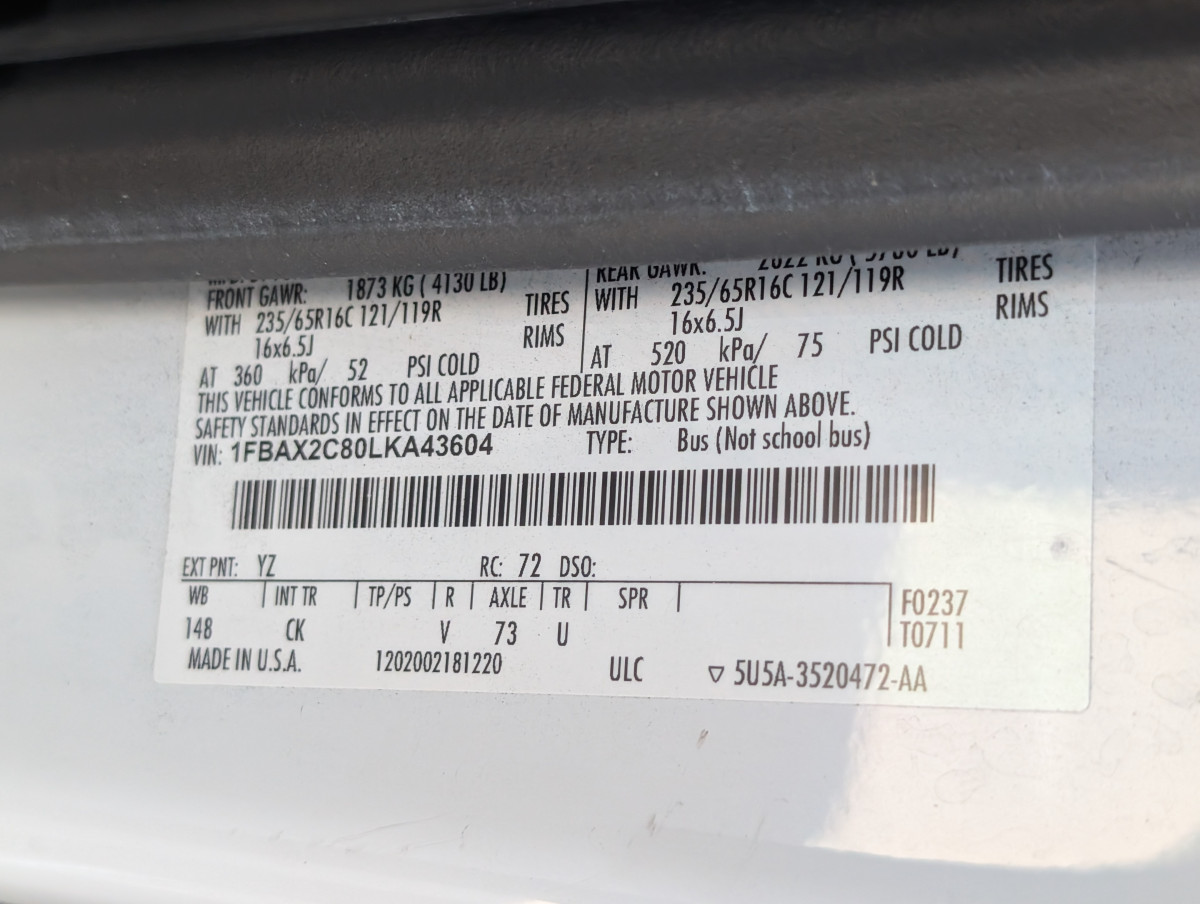 FRONT GAWR: 1873 KG ( 4130 LB)
WITH 235/65R16C 121/119R TIRES
16x6.5J RIMS
AT 360 kPa/ 52 PSI COLD
REAR GAWR:
WITH 235/65R16C 121/119R TIRES
16x6.5J RIMS
AT 520 kPa/ 75 PSI COLD
THIS VEHICLE CONFORMS TO ALL APPLICABLE FEDERAL MOTOR VEHICLE
SAFETY STANDARDS IN EFFECT ON THE DATE OF MANUFACTURE SHOWN ABOVE.
VIN: 1FBAX2C80LKA43604 TYPE: Bus (Not school bus)
EXT PNT: YZ RC: 72 DSO:
WB INT TR TP/PS R AXLE TR SPR F0237
148 CK V 73 U T0711
MADE IN U.S.A. 1202002181220 ULC ▽ 5U5A-3520472-AA